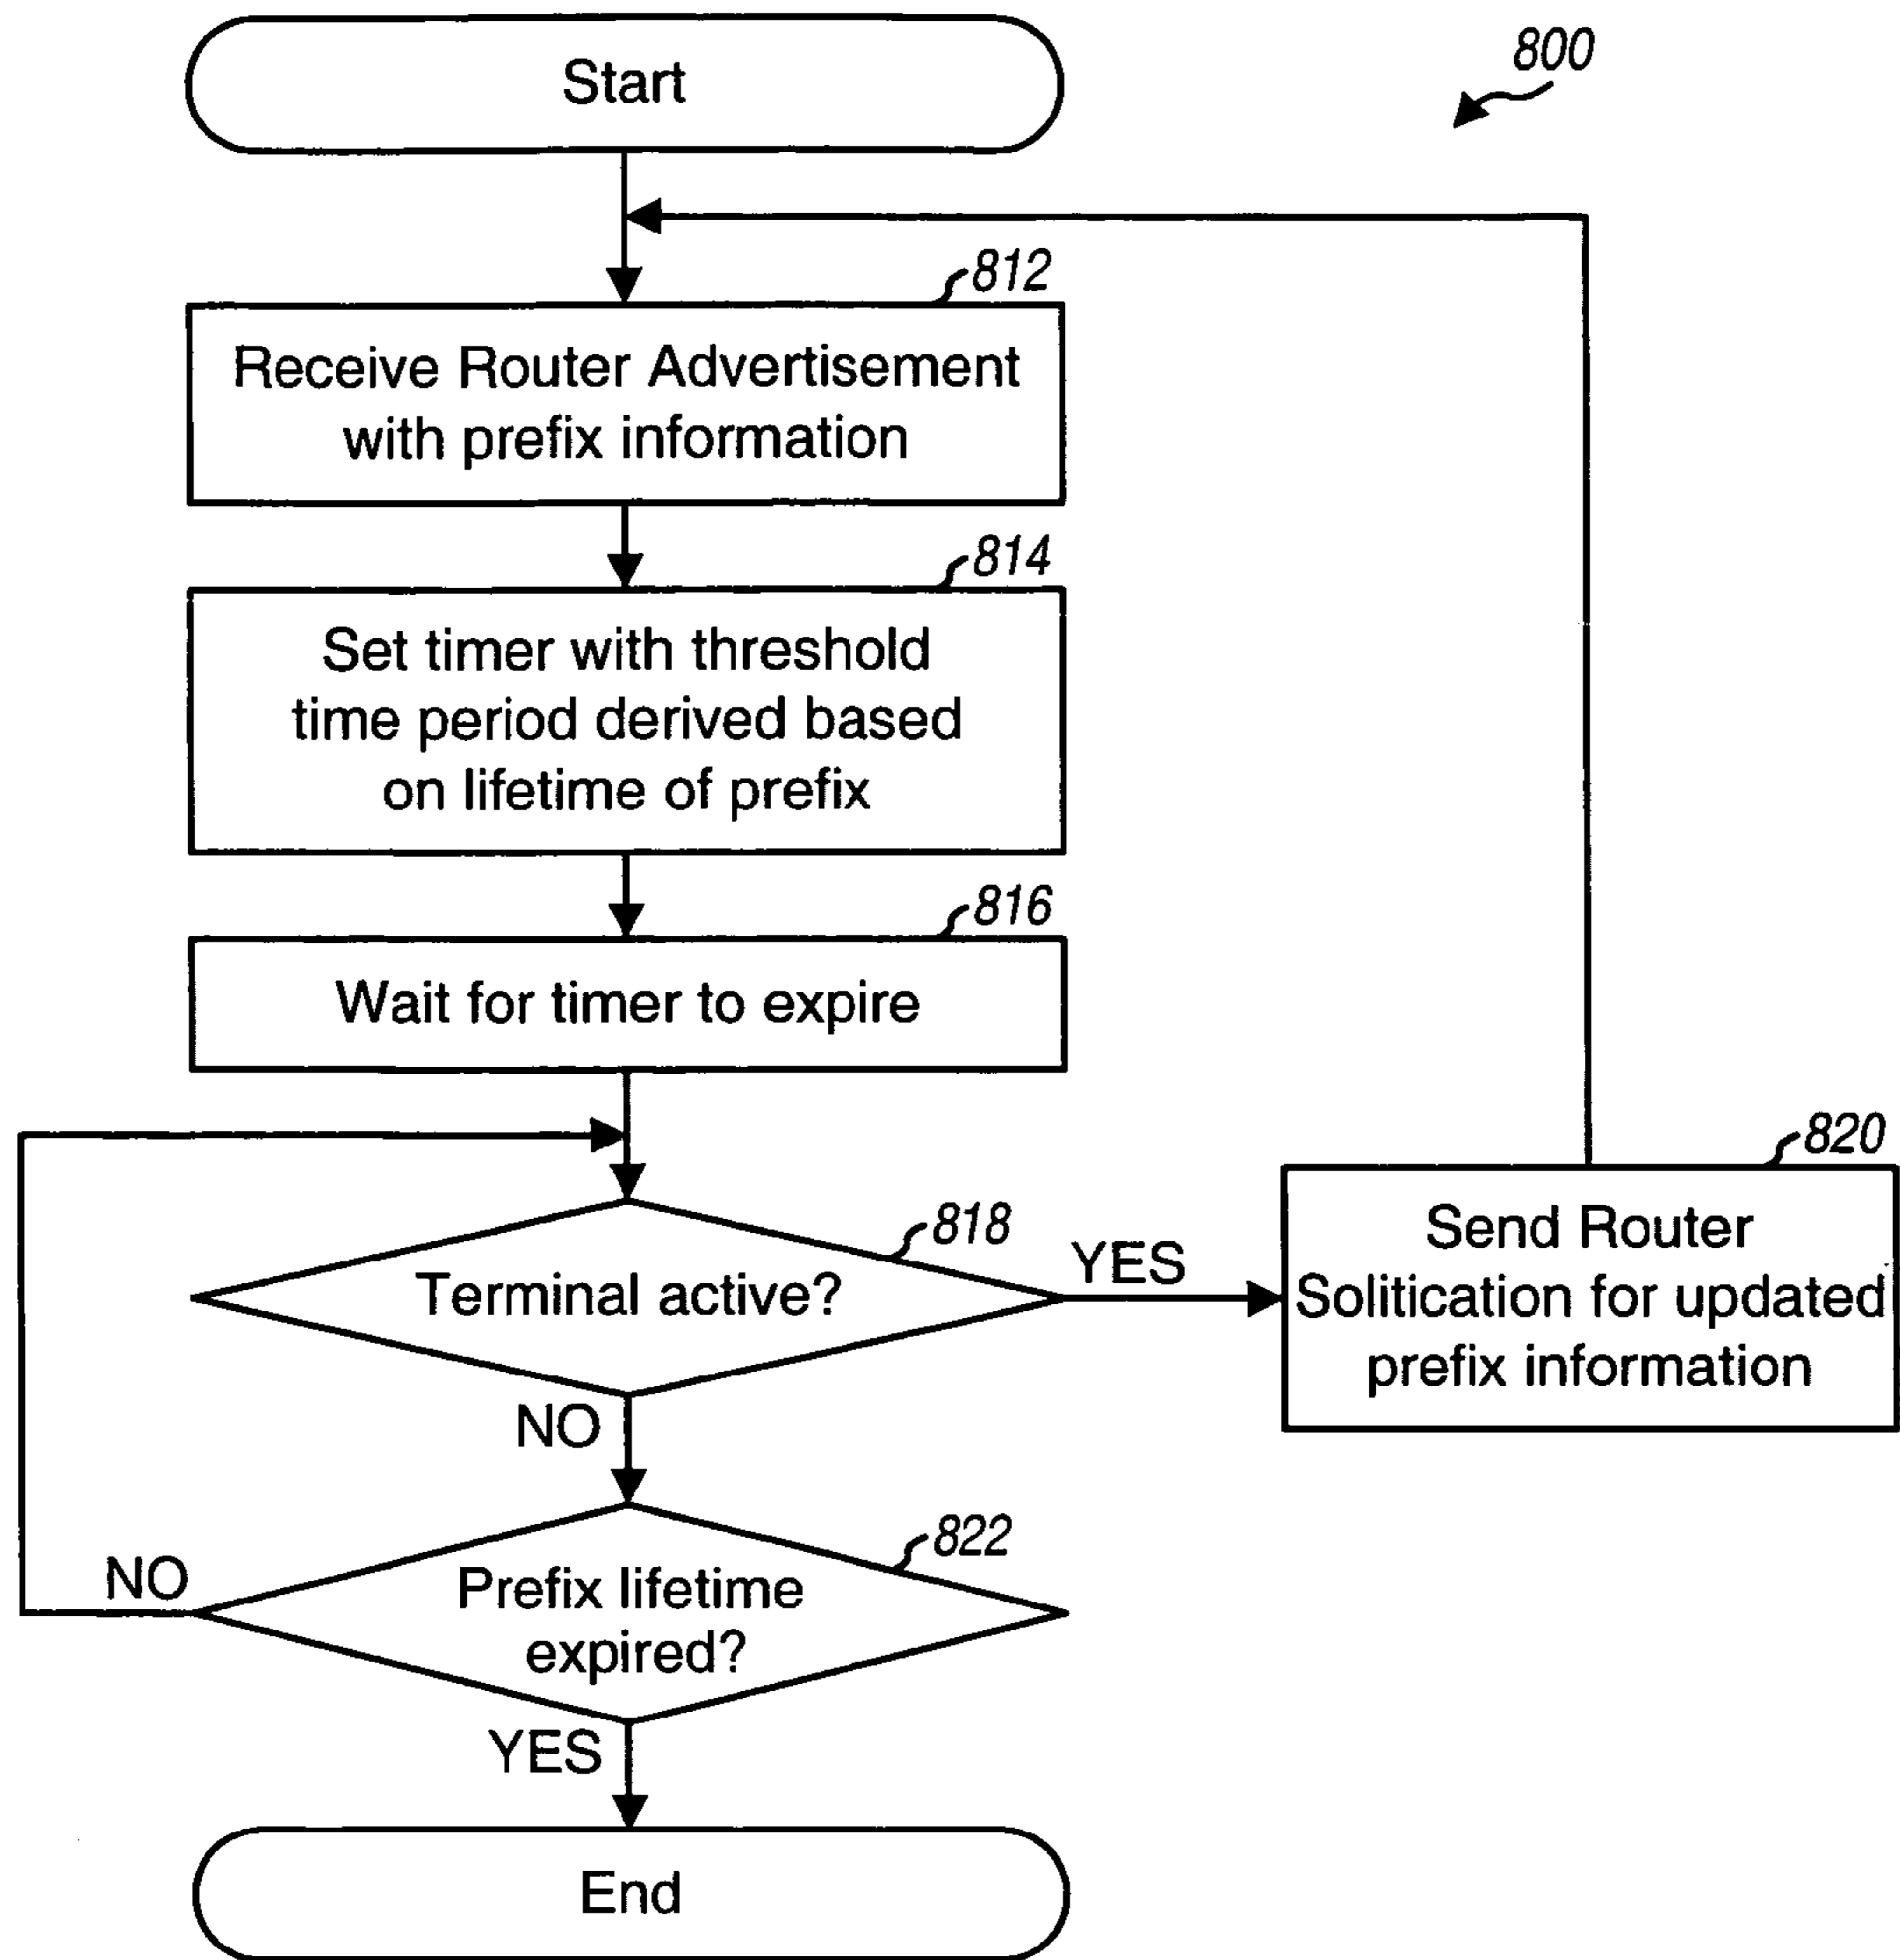 Start
800
812
Receive Router Advertisement
with prefix information
814
Set timer with threshold
time period derived based
on lifetime of prefix
816
Wait for timer to expire
818
Terminal active?
YES
820
Send Router
Solitication for updated
prefix information
NO
822
Prefix lifetime
expired?
NO
YES
End